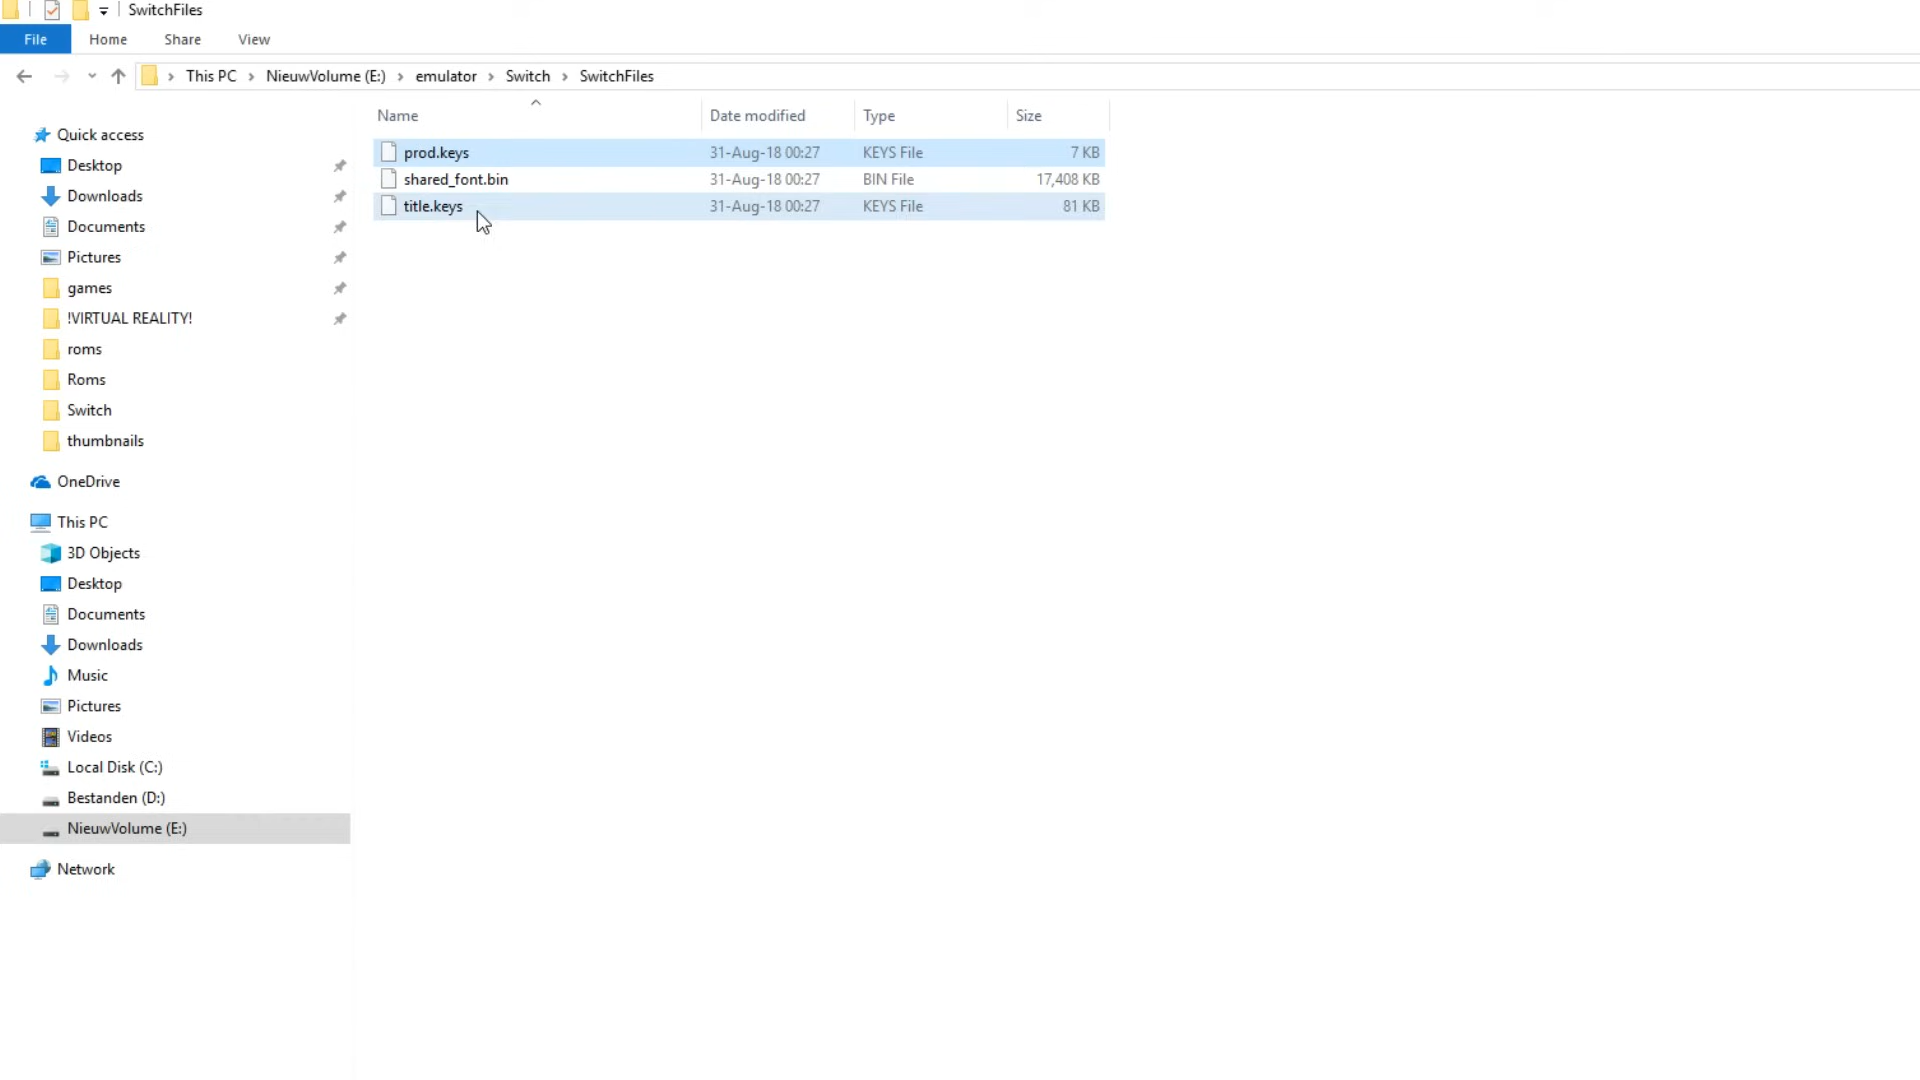 SwitchFiles
File Home Share View
This PC NieuwVolume (E:) emulator Switch SwitchFiles
Name Date modified Type Size
prod.keys 31-Aug-18 00:27 KEYS File 7 KB
shared_font.bin 31-Aug-18 00:27 BIN File 17,408 KB
title.keys 31-Aug-18 00:27 KEYS File 81 KB
Quick access
Desktop
Downloads
Documents
Pictures
games
!VIRTUAL REALITY!
roms
Roms
Switch
thumbnails
OneDrive
This PC
3D Objects
Desktop
Documents
Downloads
Music
Pictures
Videos
Local Disk (C:)
Bestanden (D:)
NieuwVolume (E:)
Network